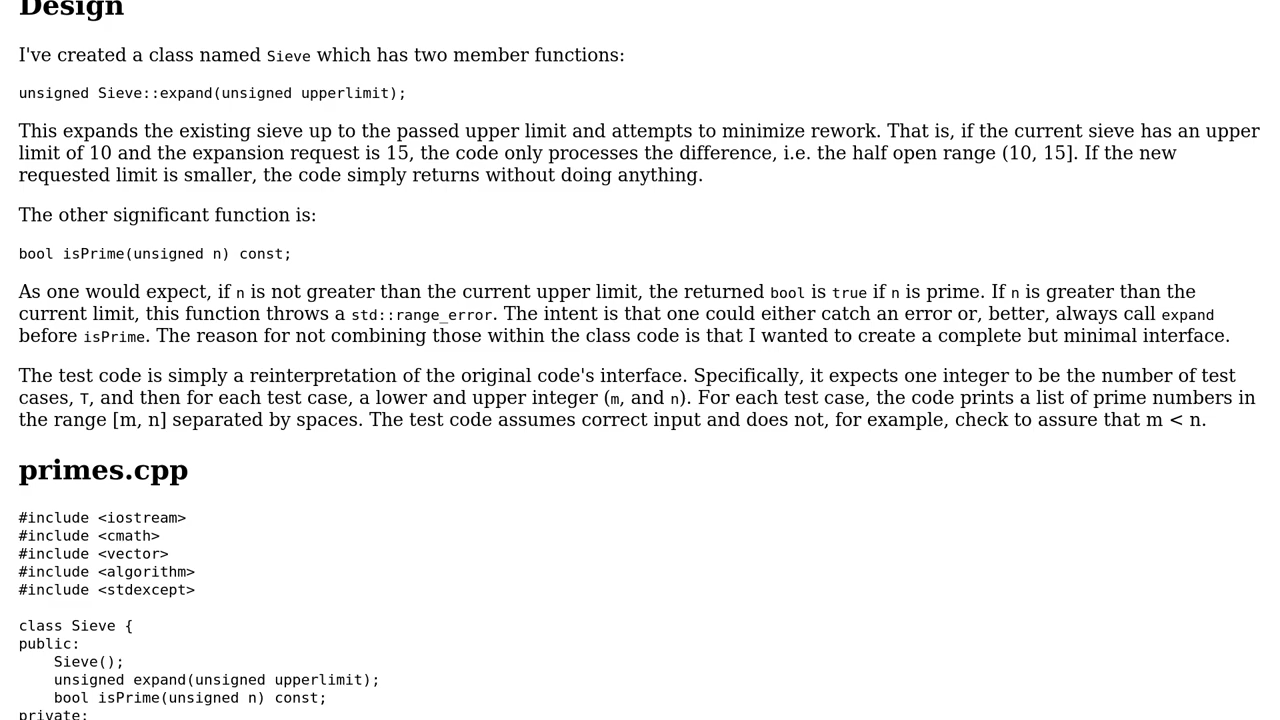 Design
I've created a class named Sieve which has two member functions:
unsigned Sieve::expand(unsigned upperlimit);
This expands the existing sieve up to the passed upper limit and attempts to minimize rework. That is, if the current sieve has an upper
limit of 10 and the expansion request is 15, the code only processes the difference, i.e. the half open range (10, 15]. If the new
requested limit is smaller, the code simply returns without doing anything.
The other significant function is:
bool isPrime(unsigned n) const;
As one would expect, if n is not greater than the current upper limit, the returned bool is true if n is prime. If n is greater than the
current limit, this function throws a std::range_error. The intent is that one could either catch an error or, better, always call expand
before isPrime. The reason for not combining those within the class code is that I wanted to create a complete but minimal interface.
The test code is simply a reinterpretation of the original code's interface. Specifically, it expects one integer to be the number of test
cases, T, and then for each test case, a lower and upper integer (m, and n). For each test case, the code prints a list of prime numbers in
the range [m, n] separated by spaces. The test code assumes correct input and does not, for example, check to assure that m < n.
primes.cpp
#include <iostream>
#include <cmath>
#include <vector>
#include <algorithm>
#include <stdexcept>
class Sieve {
public:
    Sieve();
    unsigned expand(unsigned upperlimit);
    bool isPrime(unsigned n) const;
private: